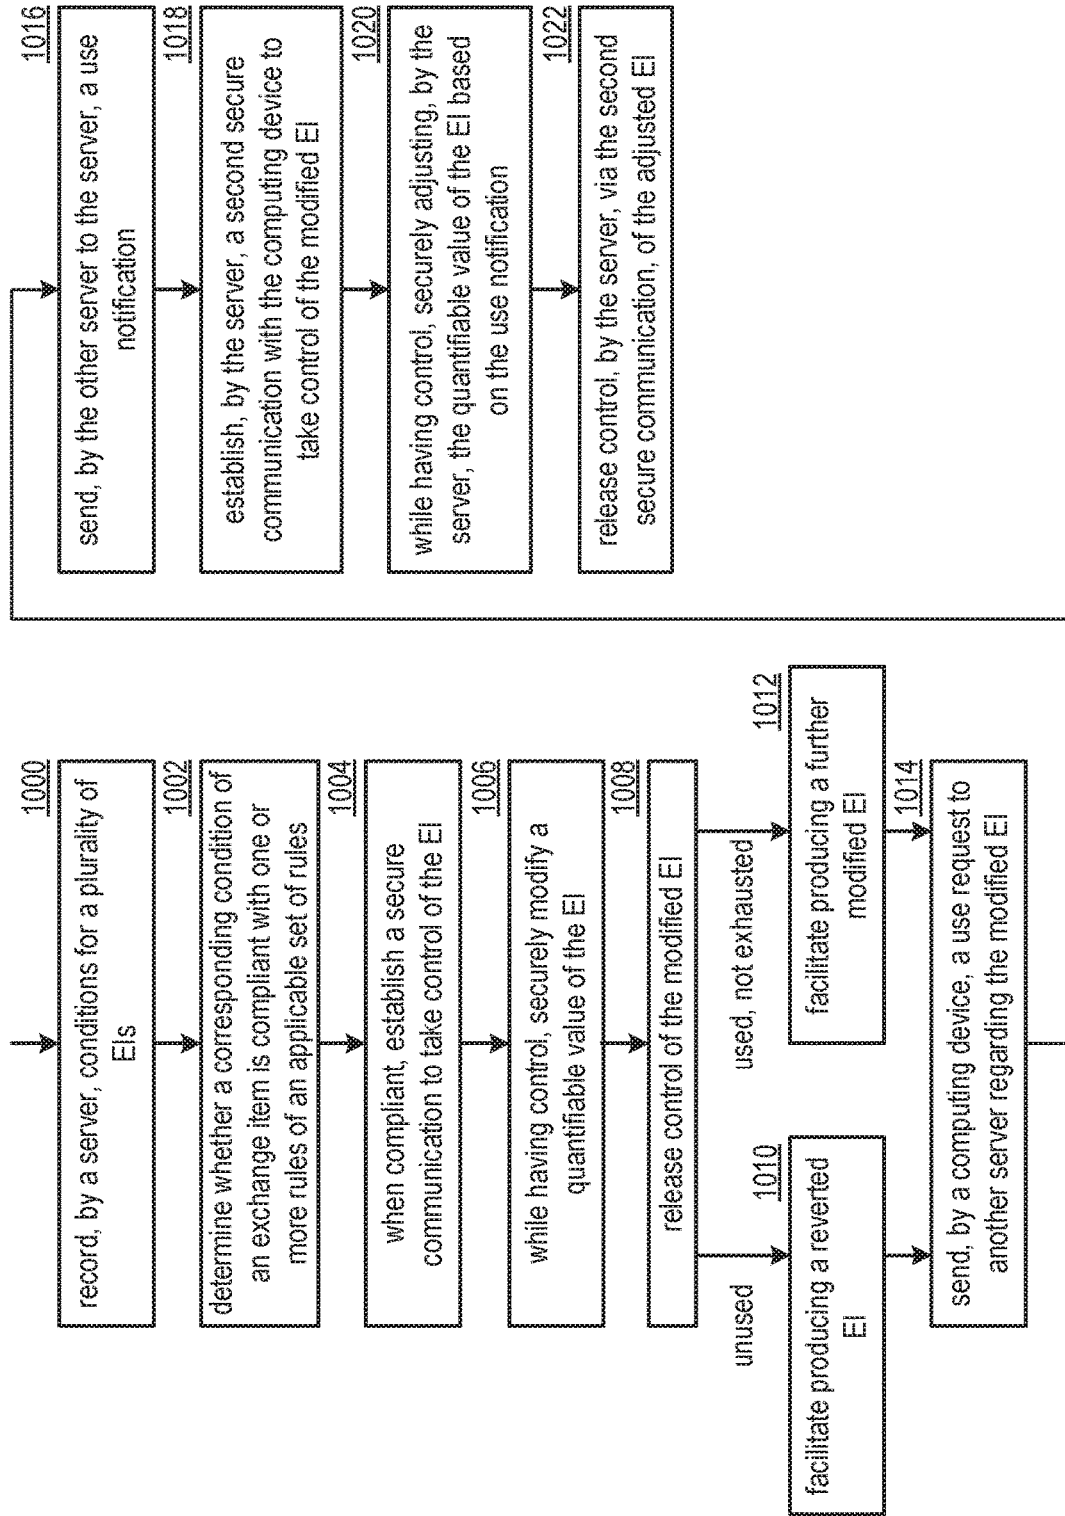 1000
record, by a server, conditions for a plurality of
EIs
1002
determine whether a corresponding condition of
an exchange item is compliant with one or
more rules of an applicable set of rules
1004
when compliant, establish a secure
communication to take control of the EI
1006
while having control, securely modify a
quantifiable value of the EI
1008
release control of the modified EI
unused
used, not exhausted
1010
facilitate producing a reverted
EI
1012
facilitate producing a further
modified EI
1014
send, by a computing device, a use request to
another server regarding the modified EI
1016
send, by the other server to the server, a use
notification
1018
establish, by the server, a second secure
communication with the computing device to
take control of the modified EI
1020
while having control, securely adjusting, by the
server, the quantifiable value of the EI based
on the use notification
1022
release control, by the server, via the second
secure communication, of the adjusted EI